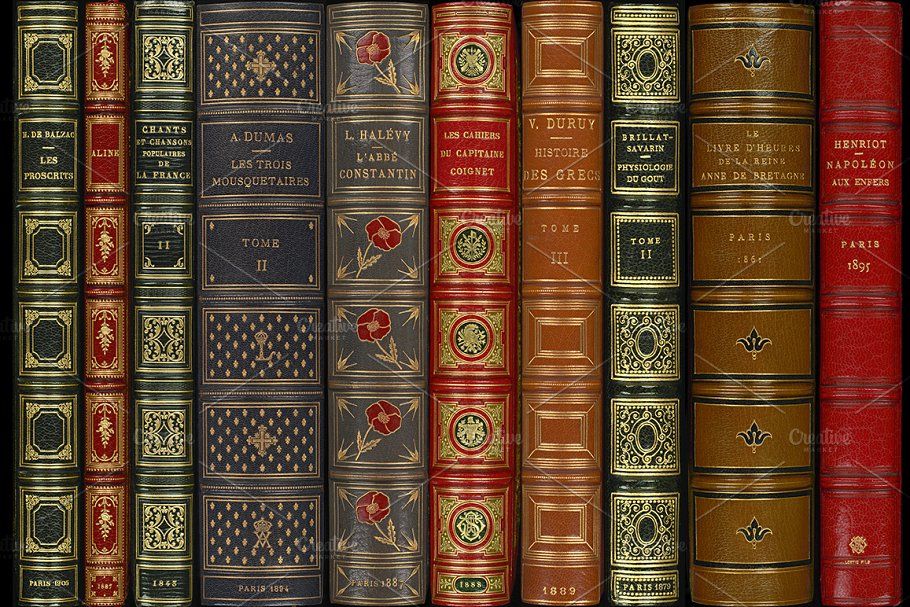 H. DE BALZAC
LES
PROSCRITS
PARIS 1905
ALINE
1887
CHANTS
ET CHANSONS
POPULAIRES
DE
LA FRANCE
II
1843
A. DUMAS
LES TROIS
MOUSQUETAIRES
TOME
II
L
PARIS 1894
L. HALÉVY
L'ABBÉ
CONSTANTIN
PARIS 1887
LES CAHIERS
DU CAPITAINE
COIGNET
1888
V. DURUY
HISTOIRE
DES GRECS
TOME
III
1889
BRILLAT-
SAVARIN
PHYSIOLOGIE
DU GOUT
TOME
II
PARIS 1879
LE
LIVRE D'HEURES
DE LA REINE
ANNE DE BRETAGNE
PARIS
1861
HENRIOT
NAPOLÉON
AUX ENFERS
PARIS
1895
Creative
MARKET